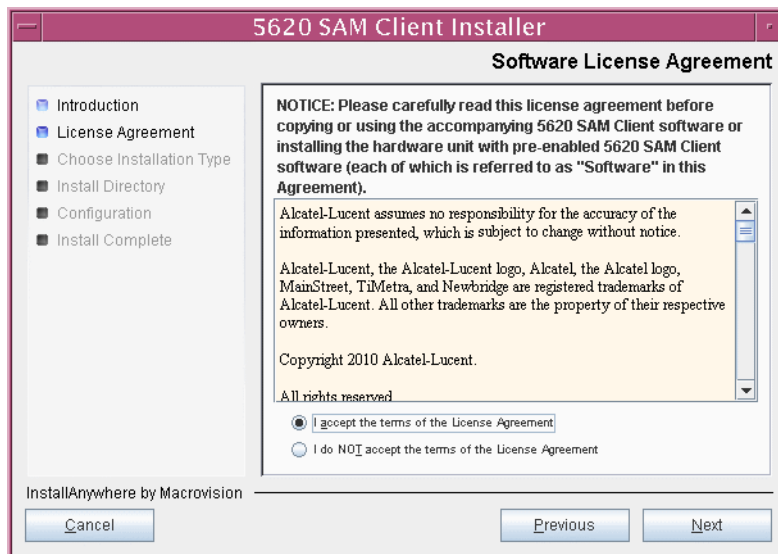 5620 SAM Client Installer
Software License Agreement
Introduction
License Agreement
Choose Installation Type
Install Directory
Configuration
Install Complete
NOTICE: Please carefully read this license agreement before
copying or using the accompanying 5620 SAM Client software or
installing the hardware unit with pre-enabled 5620 SAM Client
software (each of which is referred to as "Software" in this
Agreement).
Alcatel-Lucent assumes no responsibility for the accuracy of the
information presented, which is subject to change without notice.
Alcatel-Lucent, the Alcatel-Lucent logo, Alcatel, the Alcatel logo,
MainStreet, TiMetra, and Newbridge are registered trademarks of
Alcatel-Lucent. All other trademarks are the property of their respective
owners.
Copyright 2010 Alcatel-Lucent.
All rights reserved
I accept the terms of the License Agreement
I do NOT accept the terms of the License Agreement
InstallAnywhere by Macrovision
Cancel
Previous
Next